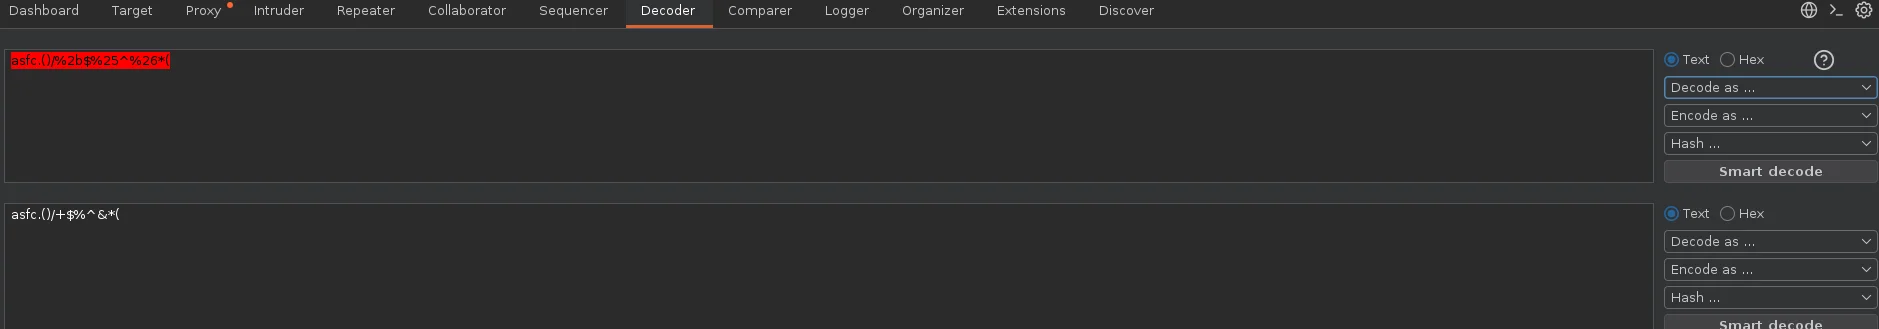 Dashboard Target Proxy Intruder Repeater Collaborator Sequencer Decoder Comparer Logger Organizer Extensions Discover
asfc.()/%2b$%25^%26*(
Text Hex ?
Decode as ...
Encode as ...
Hash ...
Smart decode
asfc.()/+$%^&*(
Text Hex
Decode as ...
Encode as ...
Hash ...
Smart decode